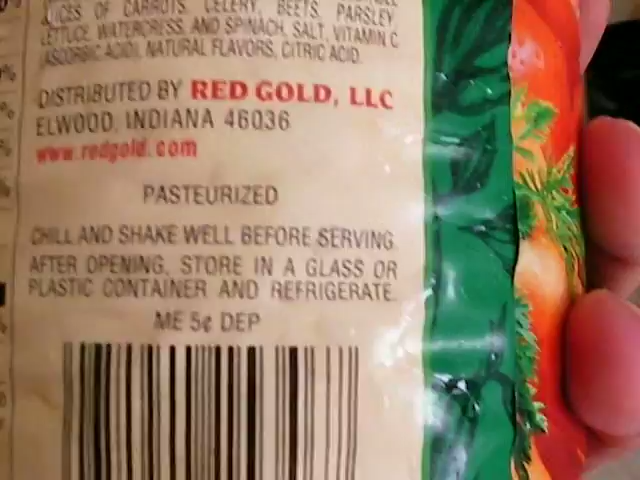 JUICES OF CARROTS, CELERY, BEETS, PARSLEY,
LETTUCE, WATERCRESS, AND SPINACH, SALT, VITAMIN C
(ASCORBIC ACID), NATURAL FLAVORS, CITRIC ACID.
DISTRIBUTED BY RED GOLD, LLC
ELWOOD, INDIANA 46036
www.redgold.com
PASTEURIZED
CHILL AND SHAKE WELL BEFORE SERVING.
AFTER OPENING, STORE IN A GLASS OR
PLASTIC CONTAINER AND REFRIGERATE.
ME 5¢ DEP